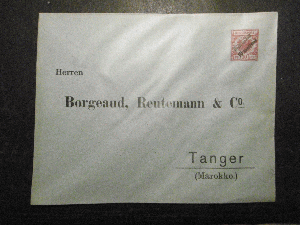 Herren
Borgeaud, Reutemann & Co.
Tanger
(Marokko.)